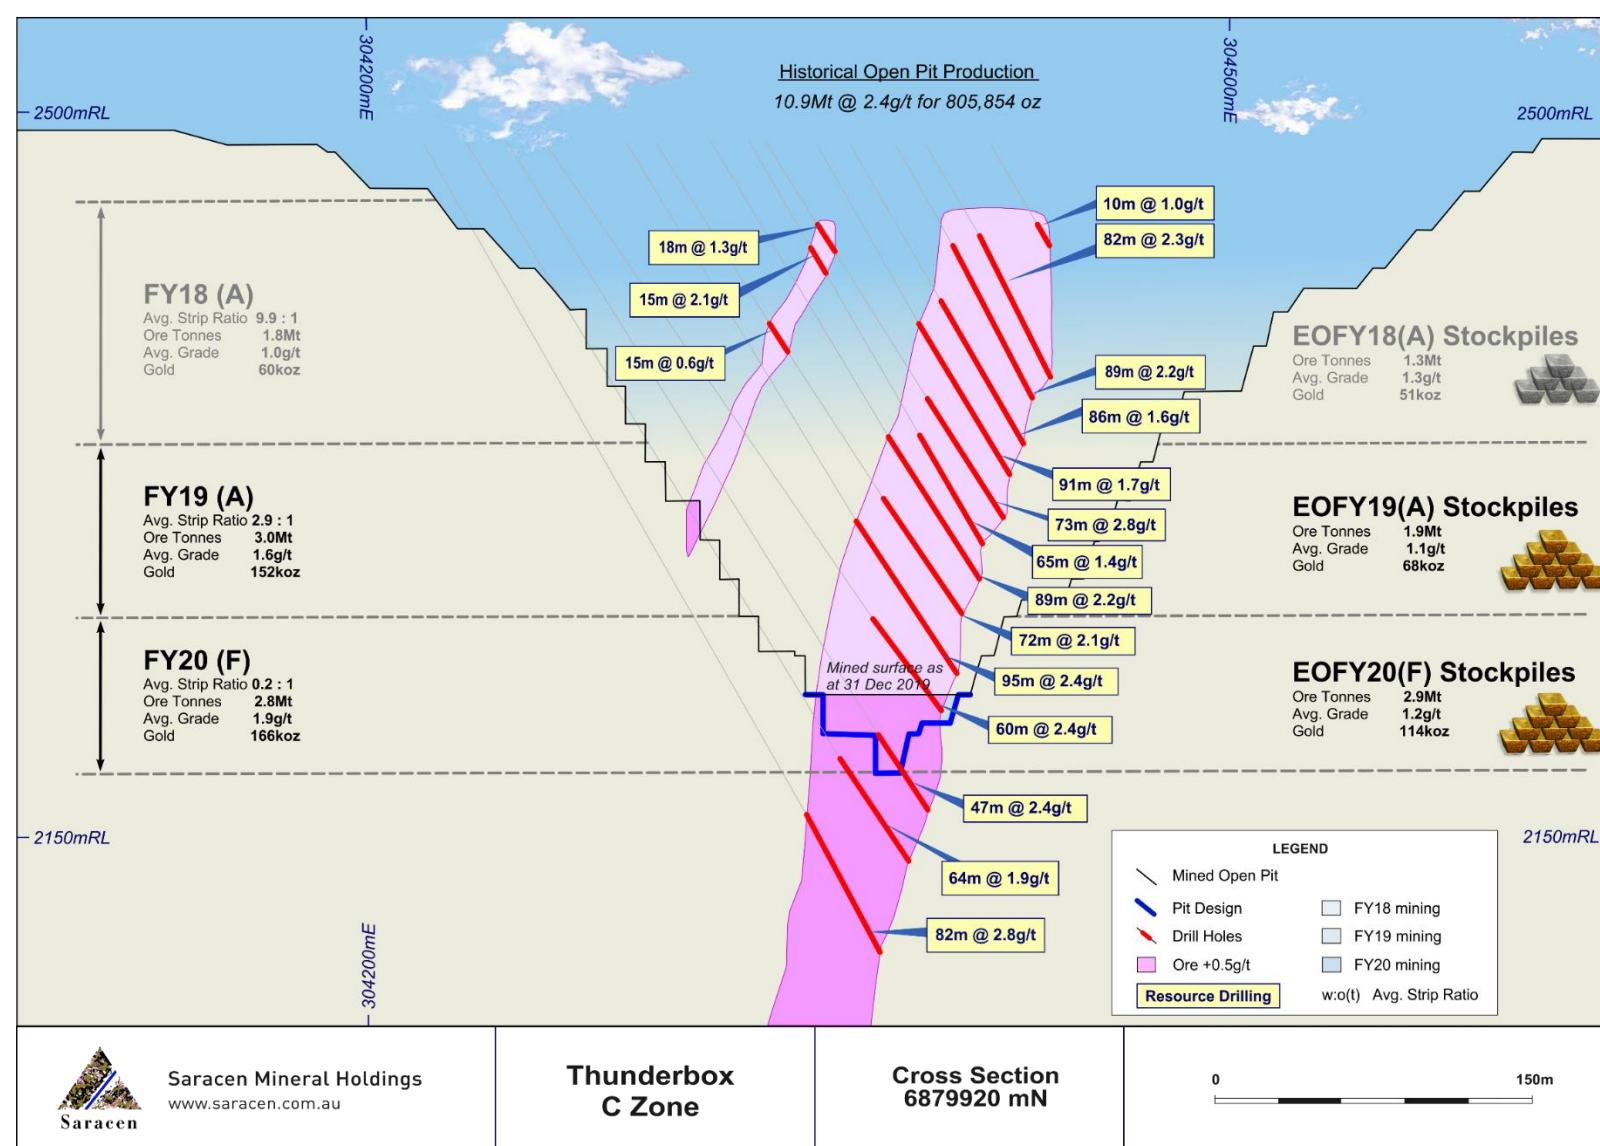 304200mE
304500mE
Historical Open Pit Production
10.9Mt @ 2.4g/t for 805,854 oz
2500mRL
2500mRL
10m @ 1.0g/t
82m @ 2.3g/t
18m @ 1.3g/t
15m @ 2.1g/t
15m @ 0.6g/t
89m @ 2.2g/t
86m @ 1.6g/t
91m @ 1.7g/t
73m @ 2.8g/t
65m @ 1.4g/t
89m @ 2.2g/t
72m @ 2.1g/t
95m @ 2.4g/t
60m @ 2.4g/t
47m @ 2.4g/t
64m @ 1.9g/t
82m @ 2.8g/t
FY18 (A)
Avg. Strip Ratio 9.9 : 1
Ore Tonnes 1.8Mt
Avg. Grade 1.0g/t
Gold 60koz
EOFY18(A) Stockpiles
Ore Tonnes 1.3Mt
Avg. Grade 1.3g/t
Gold 51koz
FY19 (A)
Avg. Strip Ratio 2.9 : 1
Ore Tonnes 3.0Mt
Avg. Grade 1.6g/t
Gold 152koz
EOFY19(A) Stockpiles
Ore Tonnes 1.9Mt
Avg. Grade 1.1g/t
Gold 68koz
FY20 (F)
Avg. Strip Ratio 0.2 : 1
Ore Tonnes 2.8Mt
Avg. Grade 1.9g/t
Gold 166koz
Mined surface as
at 31 Dec 2019
EOFY20(F) Stockpiles
Ore Tonnes 2.9Mt
Avg. Grade 1.2g/t
Gold 114koz
2150mRL
2150mRL
304200mE
LEGEND
Mined Open Pit
Pit Design
Drill Holes
Ore +0.5g/t
Resource Drilling
FY18 mining
FY19 mining
FY20 mining
w:o(t) Avg. Strip Ratio
Saracen
Saracen Mineral Holdings
www.saracen.com.au
Thunderbox
C Zone
Cross Section
6879920 mN
0 150m